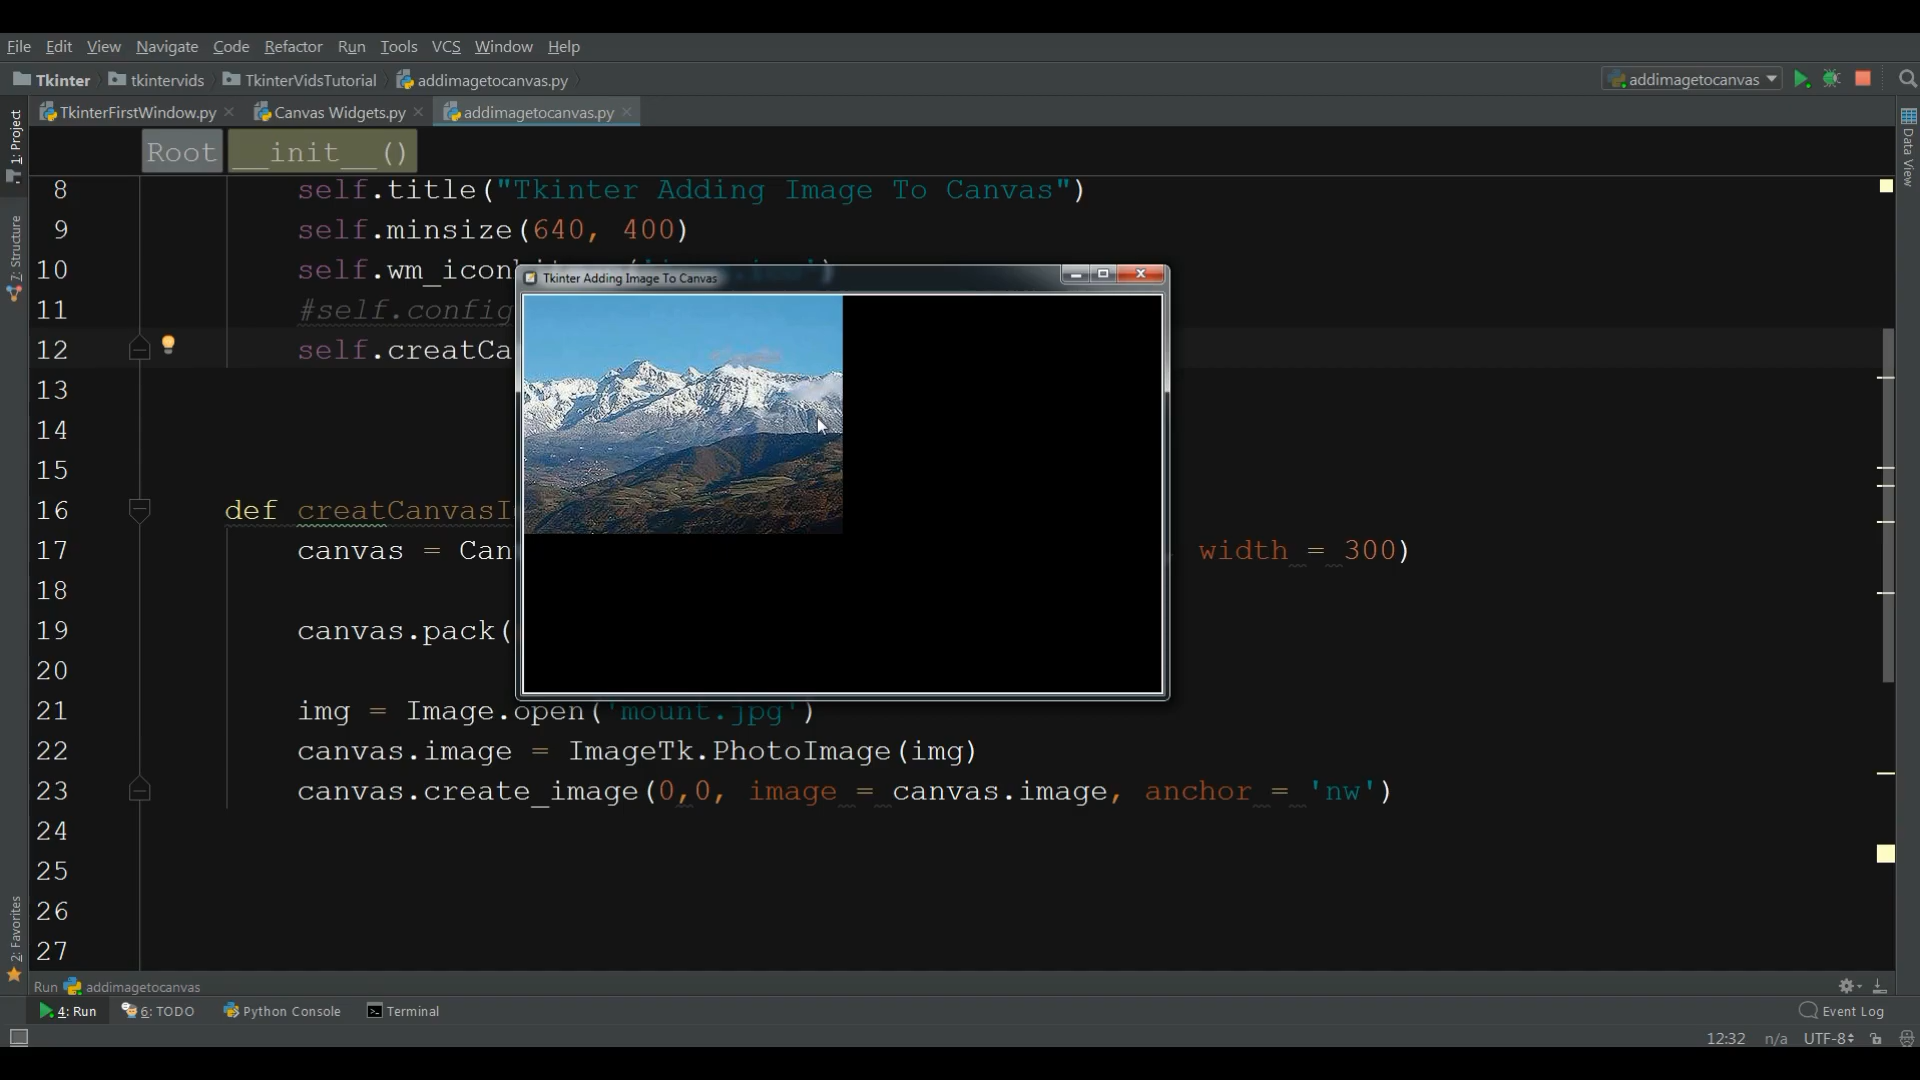 File Edit View Navigate Code Refactor Run Tools VCS Window Help
Tkinter tkintervids TkinterVidsTutorial addimagetocanvas.py addimagetocanvas
TkinterFirstWindow.py Canvas Widgets.py addimagetocanvas.py
1: Project
7: Structure
2: Favorites
Data View
Root __init__()
8 self.title("Tkinter Adding Image To Canvas")
9 self.minsize(640, 400)
10 self.wm_icon
11 #self.config
12 self.creatCa
13
14
15
16 def creatCanvasI
17 canvas = Can width = 300)
18
19 canvas.pack(
20
21 img = Image.open('mount.jpg')
22 canvas.image = ImageTk.PhotoImage(img)
23 canvas.create_image(0,0, image = canvas.image, anchor = 'nw')
24
25
26
27
Tkinter Adding Image To Canvas
Run addimagetocanvas
4: Run 6: TODO Python Console Terminal Event Log
12:32 n/a UTF-8